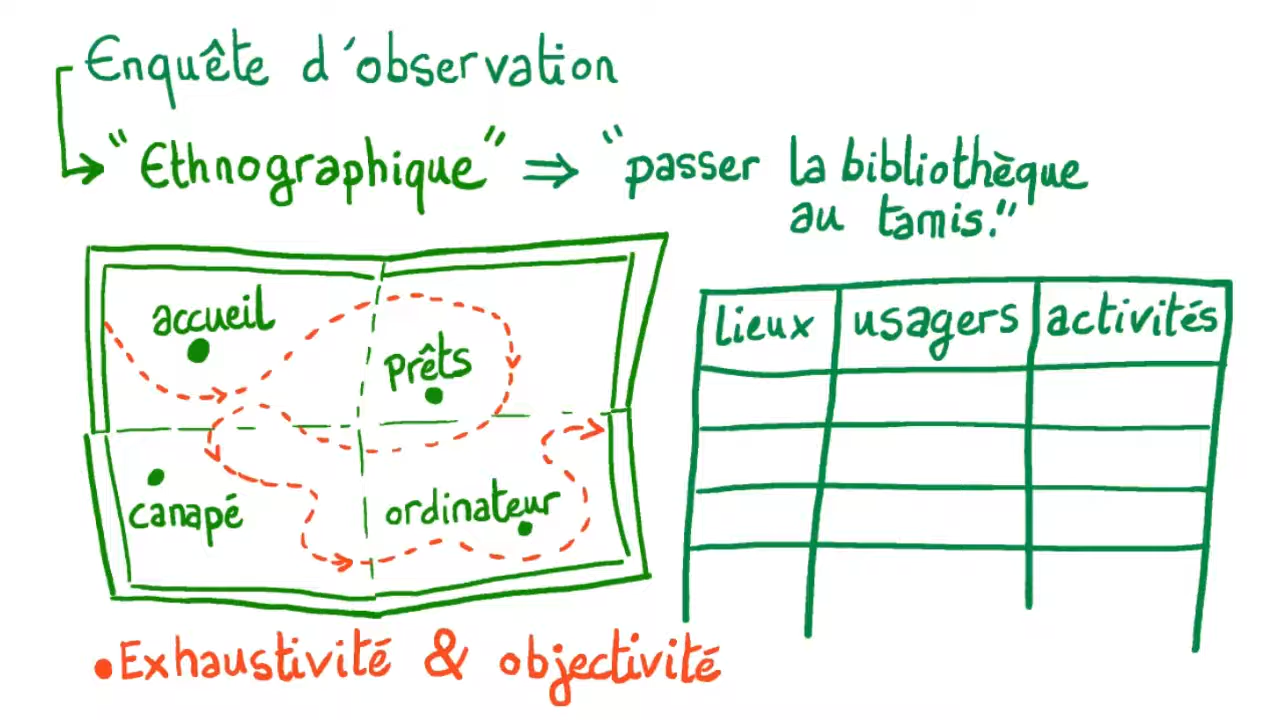 Enquête d'observation
"Ethnographique" ⇒ "passer la bibliothèque
au tamis."
accueil
prêts
canapé
ordinateur
lieux usagers activités
• Exhaustivité & objectivité